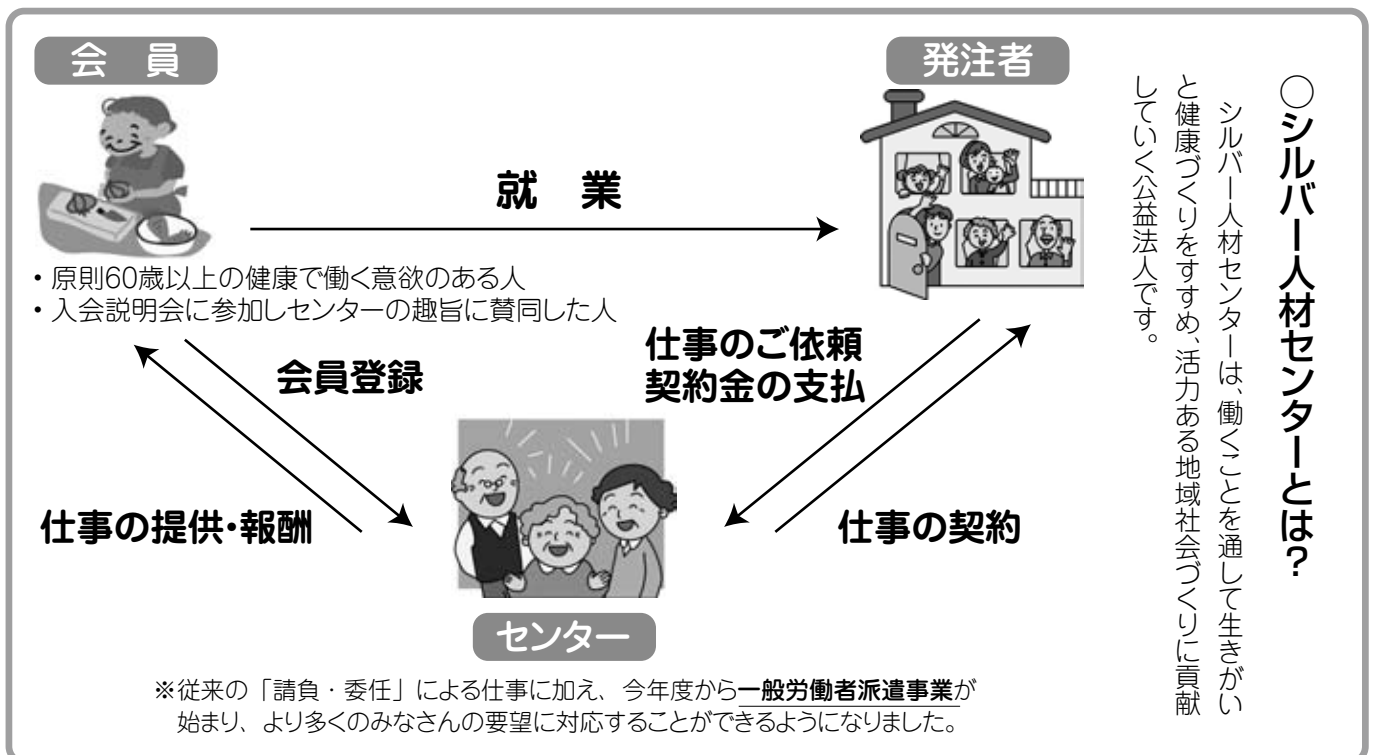 ○シルバー人材センターとは?
シルバー人材センターは、働くことを通して生きがい
と健康づくりをすすめ、活力ある地域社会づくりに貢献
していく公益法人です。
会 員
発注者
就 業
・原則60歳以上の健康で働く意欲のある人
・入会説明会に参加しセンターの趣旨に賛同した人
会員登録
仕事のご依頼
契約金の支払
仕事の提供・報酬
仕事の契約
センター
※従来の「請負・委任」による仕事に加え、今年度から一般労働者派遣事業が
始まり、より多くのみなさんの要望に対応することができるようになりました。